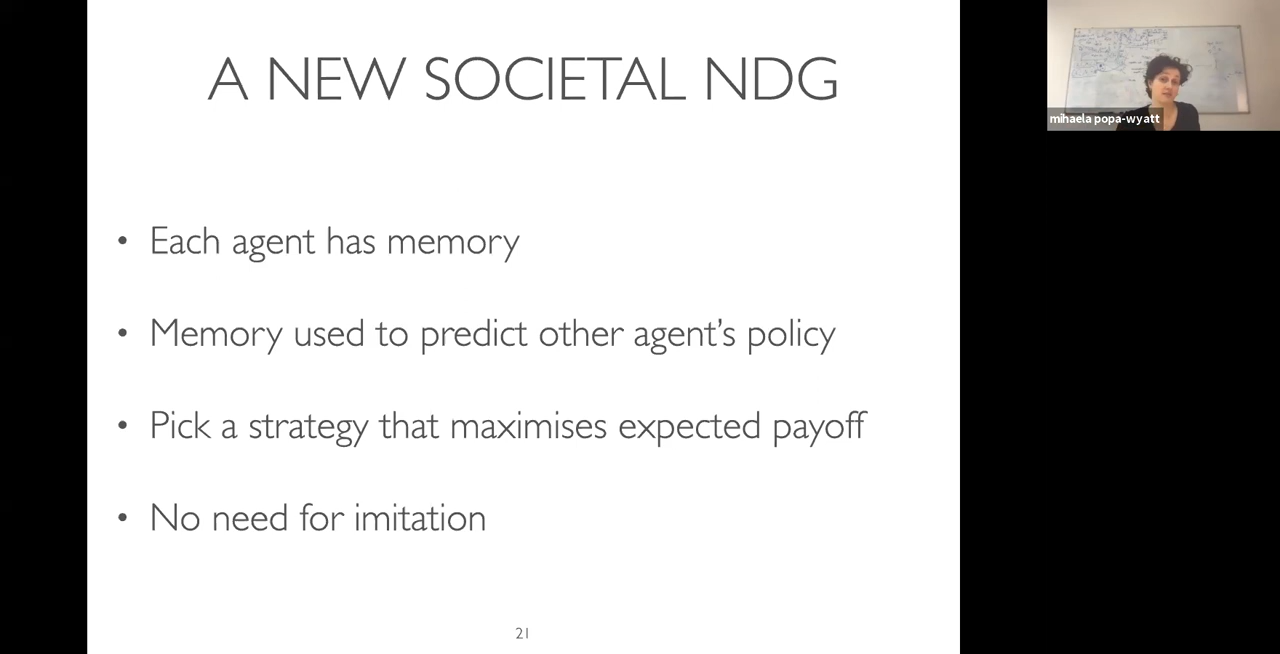 A NEW SOCIETAL NDG
mihaela popa-wyatt
• Each agent has memory
• Memory used to predict other agent’s policy
• Pick a strategy that maximises expected payoff
• No need for imitation
21